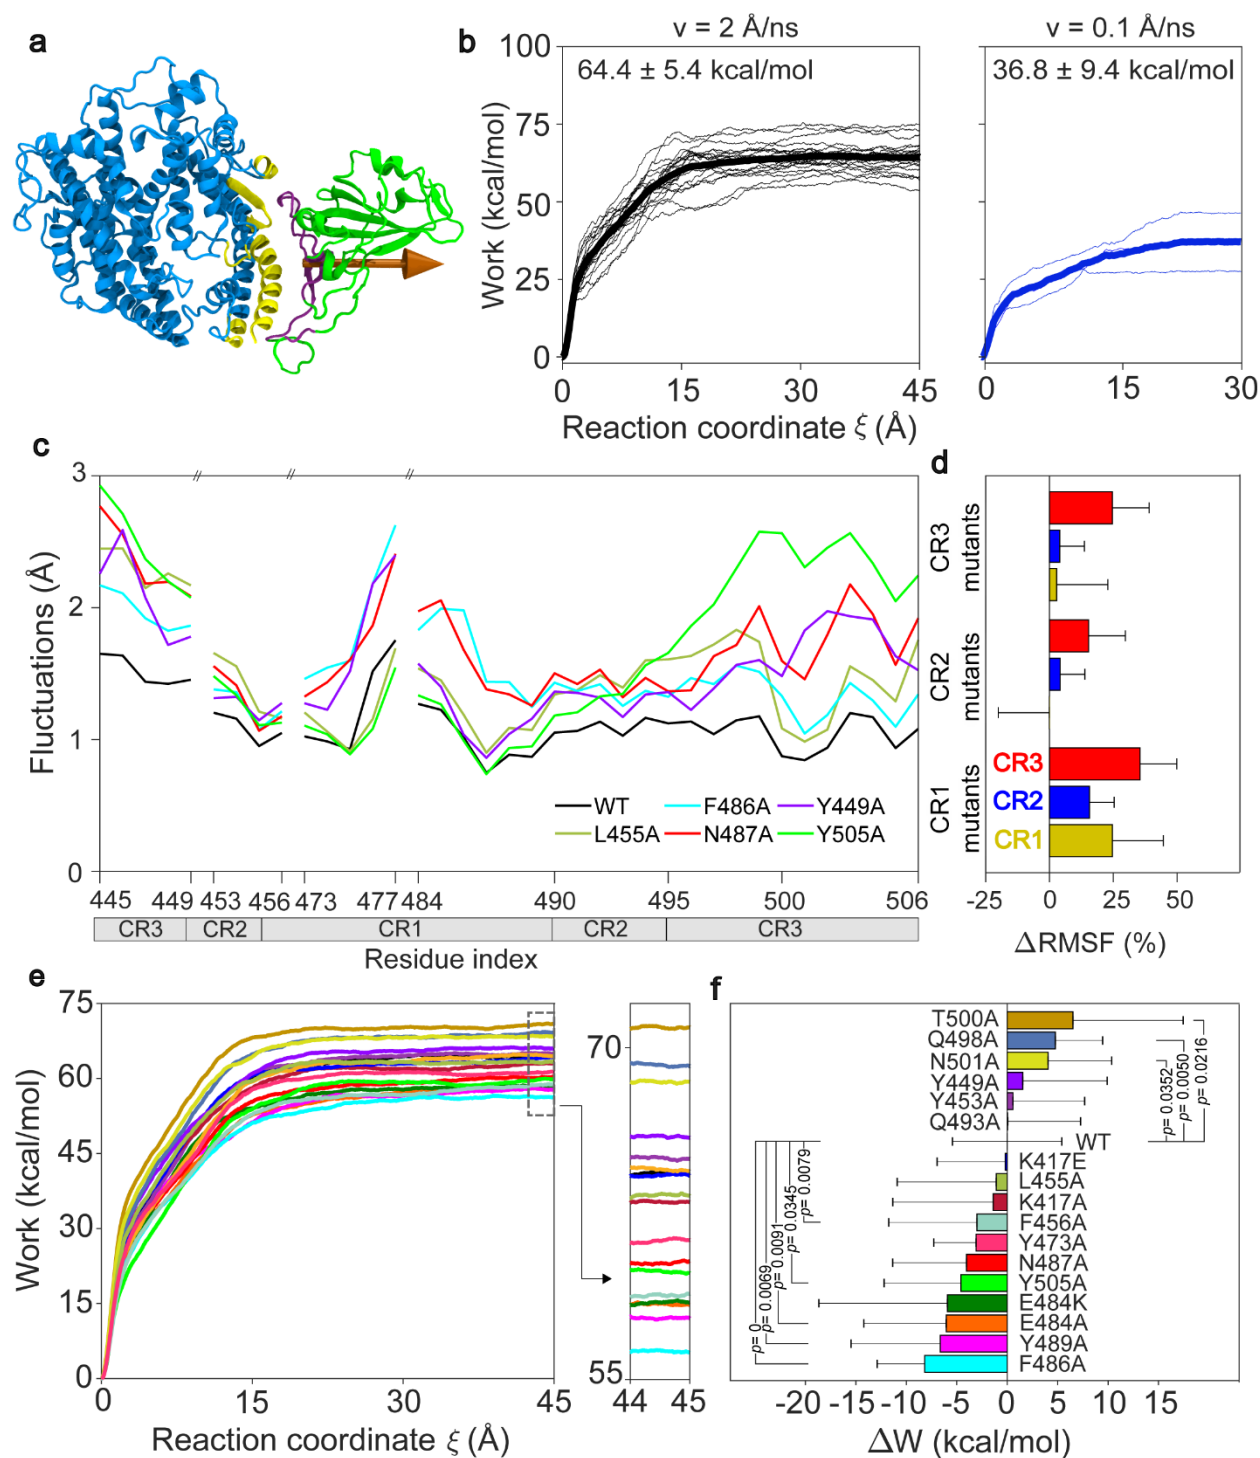 a
b
v = 2 Å/ns
v = 0.1 Å/ns
100
75
50
25
0
Work (kcal/mol)
64.4 ± 5.4 kcal/mol
36.8 ± 9.4 kcal/mol
0 15 30 45
0 15 30
Reaction coordinate ξ (Å)
c
3
2
1
0
Fluctuations (Å)
WT F486A Y449A
L455A N487A Y505A
445 449 453 456 473 477 484 490 495 500 506
CR3 CR2 CR1 CR2 CR3
Residue index
d
CR3 mutants
CR2 mutants
CR1 mutants
CR3
CR2
CR1
-25 0 25 50
ΔRMSF (%)
e
75
60
45
30
15
0
Work (kcal/mol)
0 15 30 45
Reaction coordinate ξ (Å)
70
55
44 45
f
T500A
Q498A
N501A
Y449A
Y453A
Q493A
WT
K417E
L455A
K417A
F456A
Y473A
N487A
Y505A
E484K
E484A
Y489A
F486A
p= 0.0352
p= 0.0050
p= 0.0216
p= 0
p= 0.0069
p= 0.0091
p= 0.0345
p= 0.0079
-20 -15 -10 -5 0 5 10 15
ΔW (kcal/mol)